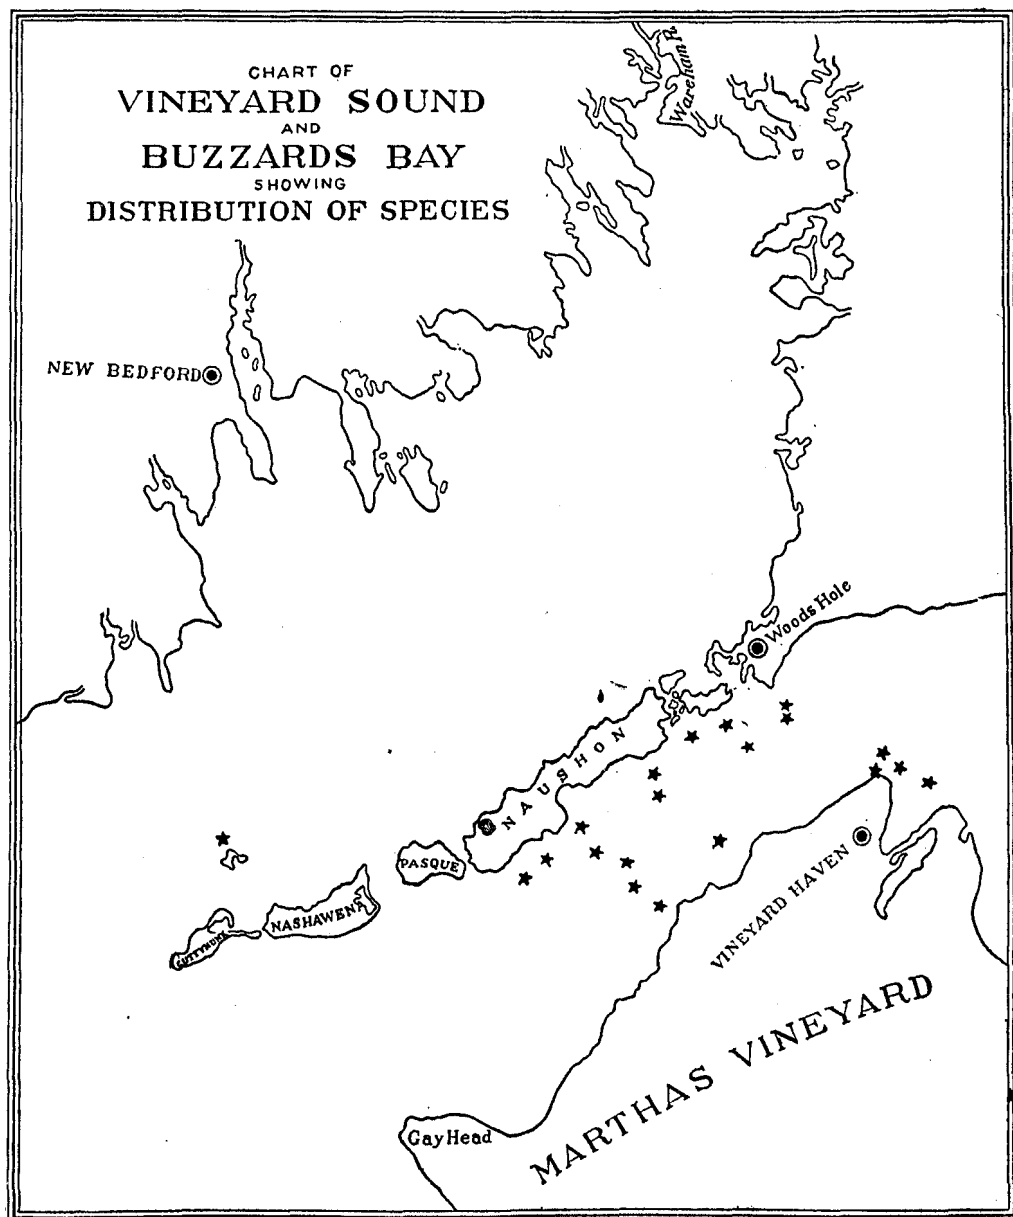 CHART OF
VINEYARD SOUND
AND
BUZZARDS BAY
SHOWING
DISTRIBUTION OF SPECIES
Wareham R.
NEW BEDFORD
Woods Hole
NAUSHON
PASQUE
NASHAWENA
CUTTYHUNK
VINEYARD HAVEN
MARTHAS VINEYARD
Gay Head